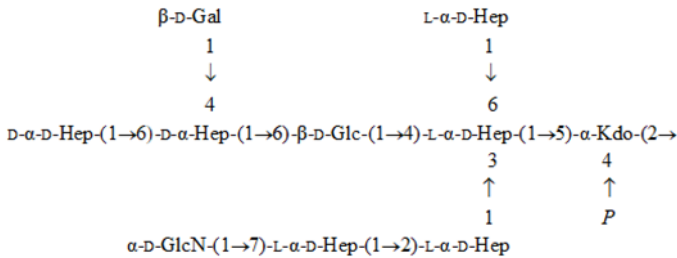 β-D-Gal L-α-D-Hep
1 1
↓ ↓
4 6
D-α-D-Hep-(1→6)-D-α-Hep-(1→6)-β-D-Glc-(1→4)-L-α-D-Hep-(1→5)-α-Kdo-(2→
3 4
↑ ↑
1 P
α-D-GlcN-(1→7)-L-α-D-Hep-(1→2)-L-α-D-Hep